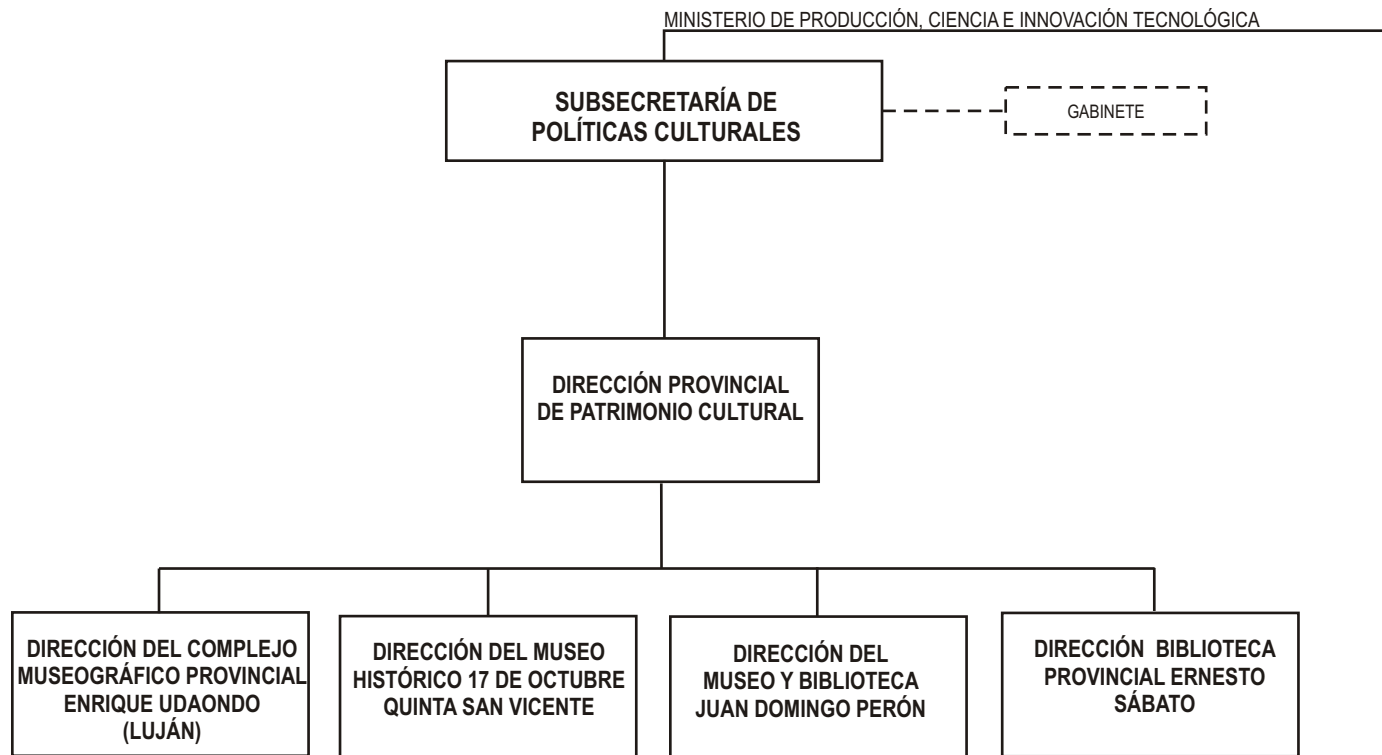 MINISTERIO DE PRODUCCIÓN, CIENCIA E INNOVACIÓN TECNOLÓGICA
SUBSECRETARÍA DE
POLÍTICAS CULTURALES
GABINETE
DIRECCIÓN PROVINCIAL
DE PATRIMONIO CULTURAL
DIRECCIÓN DEL COMPLEJO
MUSEOGRÁFICO PROVINCIAL
ENRIQUE UDAONDO
(LUJÁN)
DIRECCIÓN DEL MUSEO
HISTÓRICO 17 DE OCTUBRE
QUINTA SAN VICENTE
DIRECCIÓN DEL
MUSEO Y BIBLIOTECA
JUAN DOMINGO PERÓN
DIRECCIÓN BIBLIOTECA
PROVINCIAL ERNESTO
SÁBATO